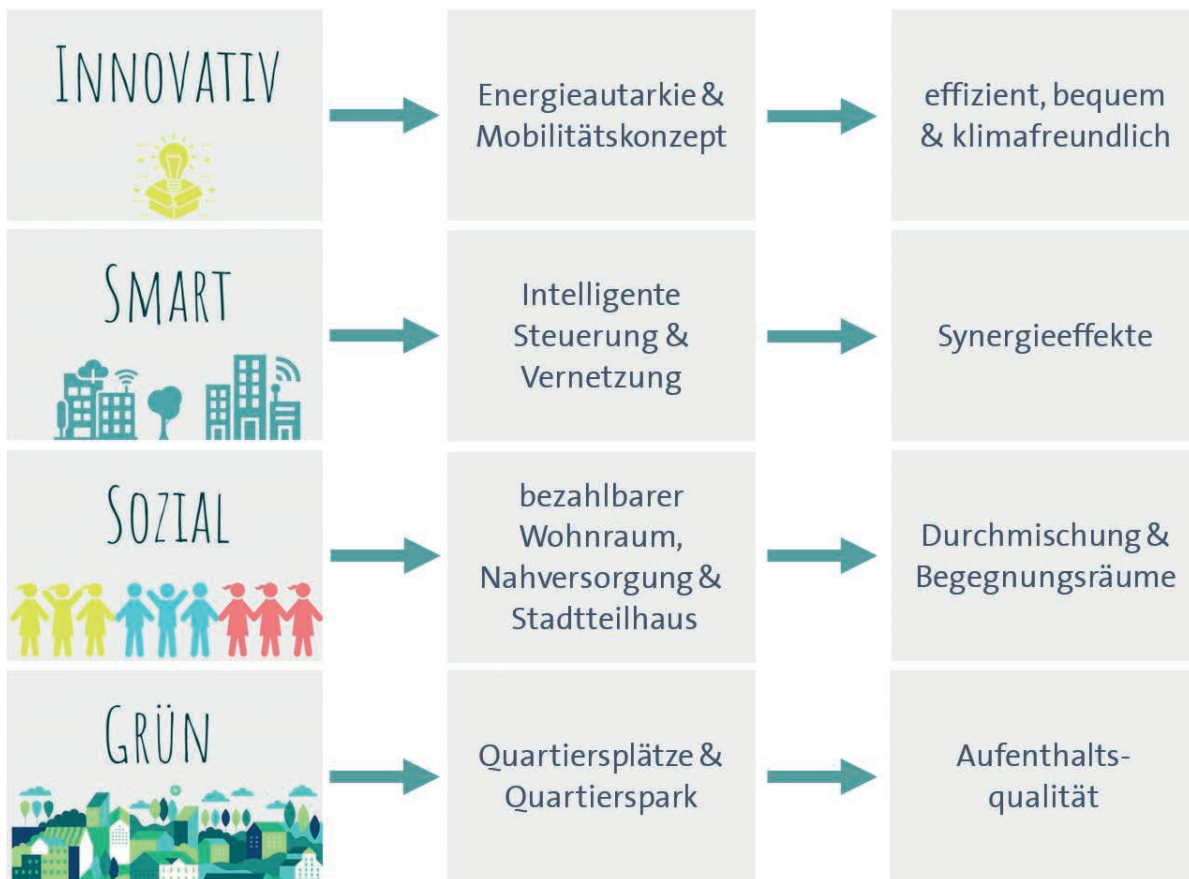 INNOVATIV
Energieautarkie &
Mobilitätskonzept
effizient, bequem
& klimafreundlich
SMART
Intelligente
Steuerung &
Vernetzung
Synergieeffekte
SOZIAL
bezahlbarer
Wohnraum,
Nahversorgung &
Stadtteilhaus
Durchmischung &
Begegnungsräume
GRÜN
Quartiersplätze &
Quartierspark
Aufenthalts-
qualität